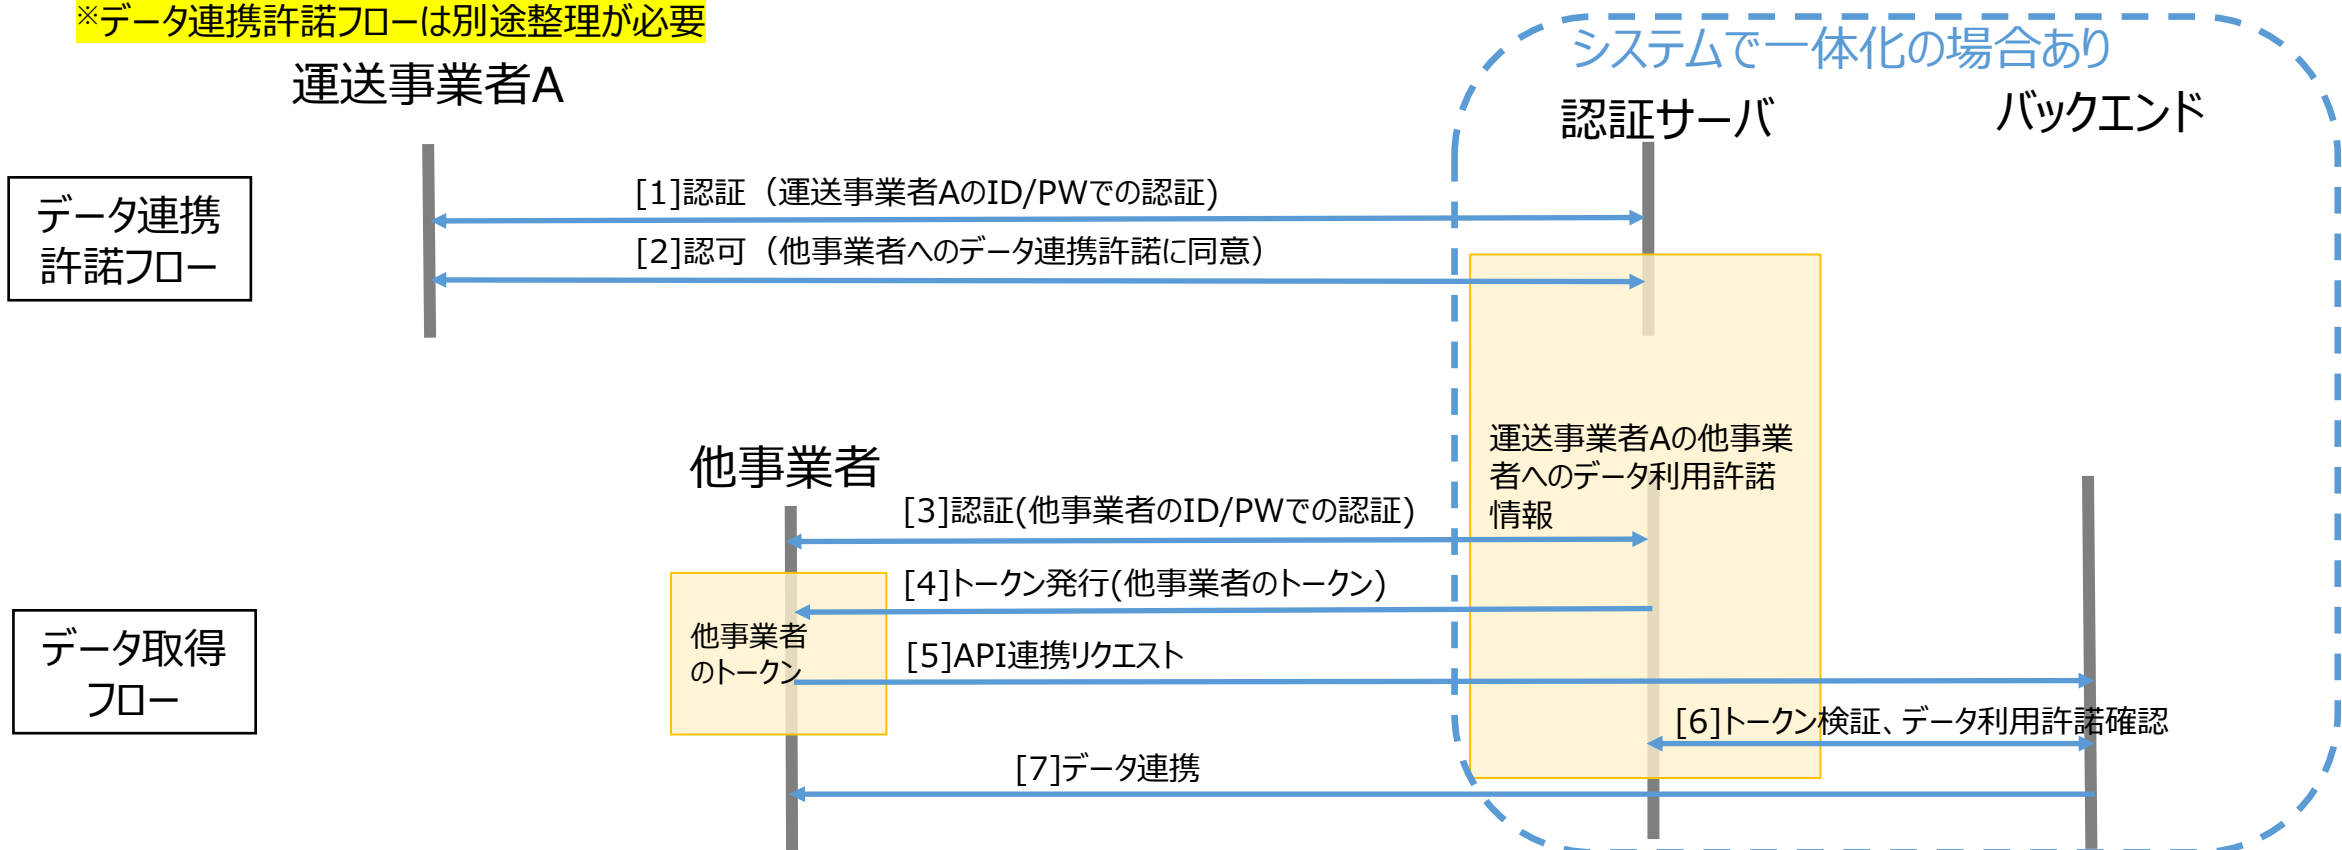 ※データ連携許諾フローは別途整理が必要
システムで一体化の場合あり
運送事業者A
認証サーバ
バックエンド
データ連携
許諾フロー
[1]認証（運送事業者AのID/PWでの認証)
[2]認可（他事業者へのデータ連携許諾に同意）
運送事業者Aの他事業
者へのデータ利用許諾
情報
他事業者
[3]認証(他事業者のID/PWでの認証)
[4]トークン発行(他事業者のトークン)
データ取得
フロー
他事業者
のトークン
[5]API連携リクエスト
[6]トークン検証、データ利用許諾確認
[7]データ連携